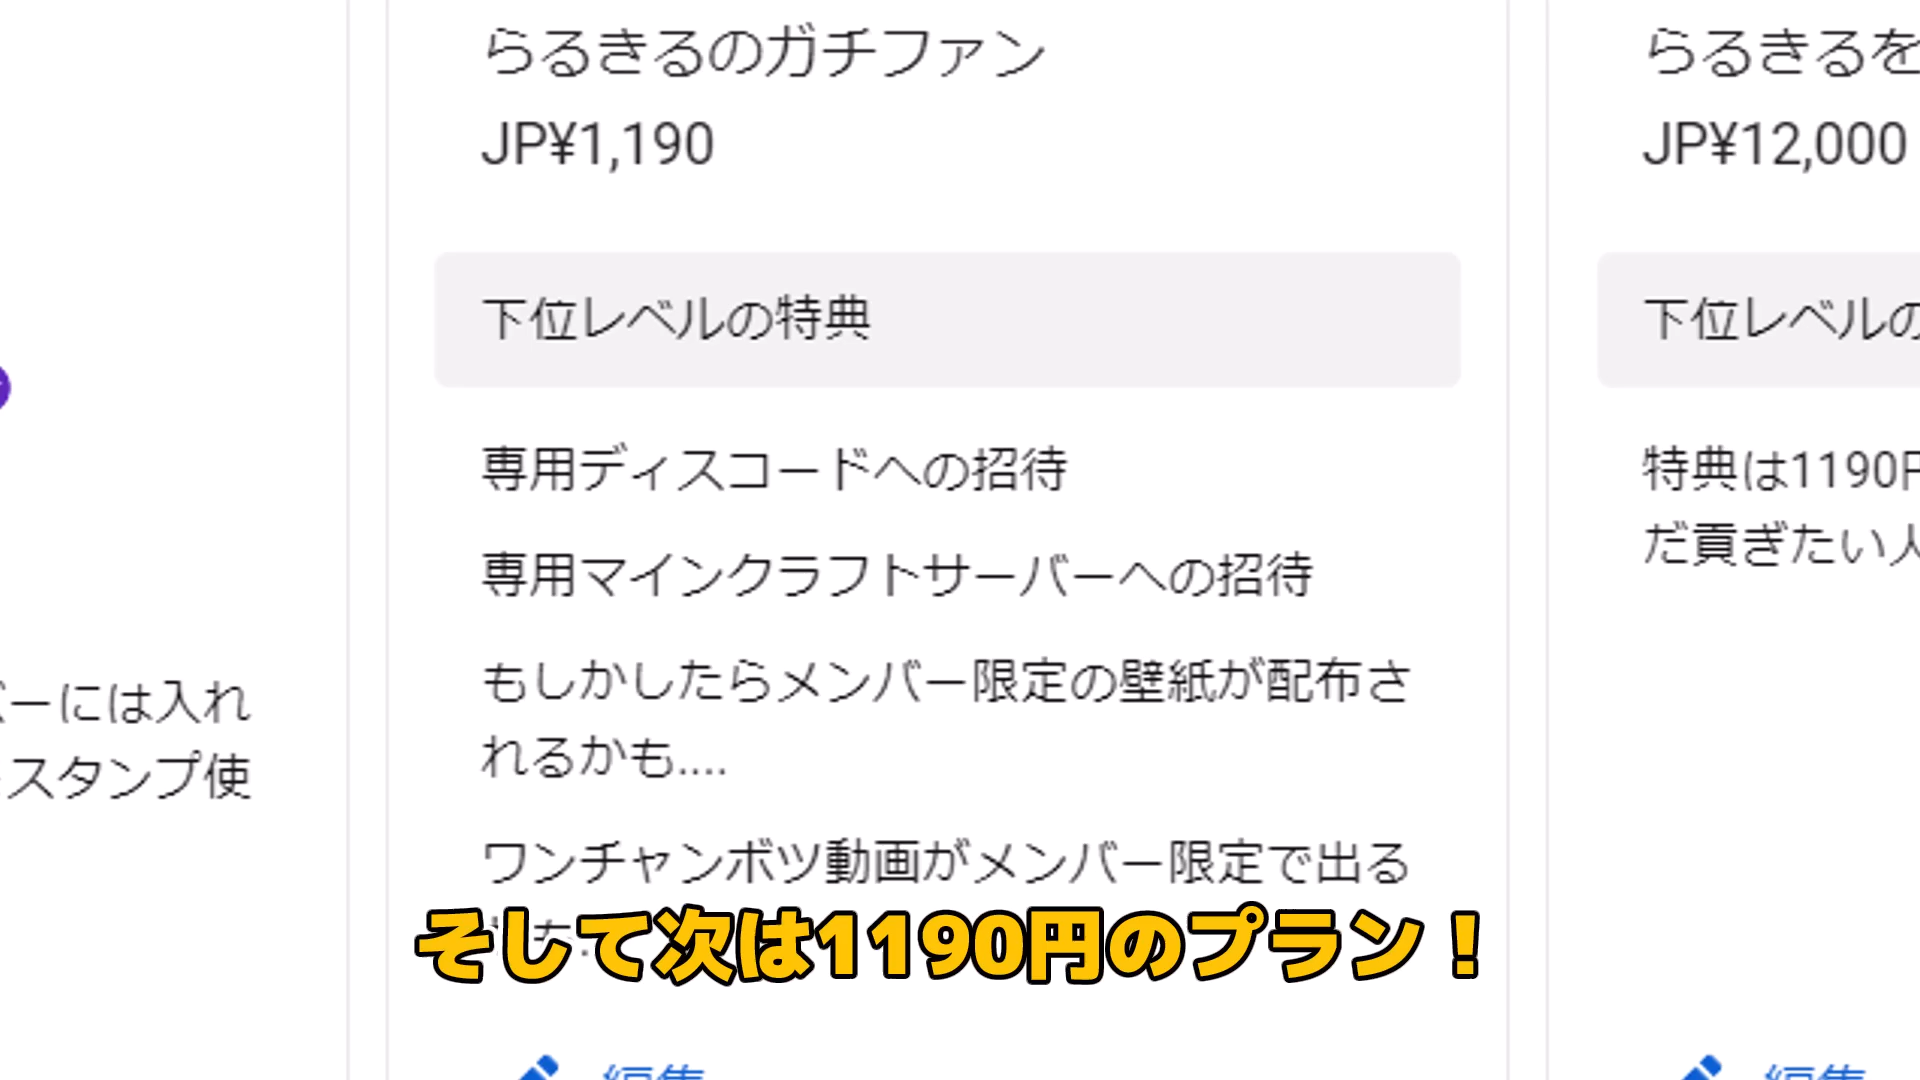 らるきるのガチファン
JP¥1,190
下位レベルの特典
専用ディスコードへの招待
専用マインクラフトサーバーへの招待
もしかしたらメンバー限定の壁紙が配布さ
れるかも....
ワンチャンボツ動画がメンバー限定で出る
そして次は1190円のプラン！
編集
らるきるを
JP¥12,000
下位レベルの
特典は1190円
だ貢ぎたい人
編集
ーには入れ
スタンプ使